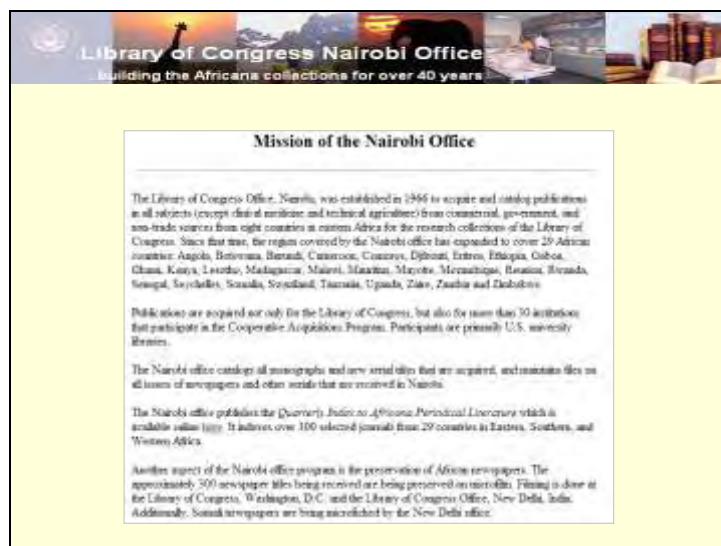 Library of Congress Nairobi Office
building the Africana collections for over 40 years
Mission of the Nairobi Office
The Library of Congress Office, Nairobi, was established in 1966 to acquire and catalog publications
in all subjects (except clinical medicine and technical agriculture) from commercial, government, and
non-trade sources from eight countries in eastern Africa for the research collections of the Library of
Congress. Since that time, the region covered by the Nairobi office has expanded to cover 29 African
countries: Angola, Botswana, Burundi, Cameroon, Comoros, Djibouti, Eritrea, Ethiopia, Gabon,
Ghana, Kenya, Lesotho, Madagascar, Malawi, Mauritius, Mayotte, Mozambique, Reunion, Rwanda,
Senegal, Seychelles, Somalia, Swaziland, Tanzania, Uganda, Zaire, Zambia and Zimbabwe.
Publications are acquired not only for the Library of Congress, but also for more than 30 institutions
that participate in the Cooperative Acquisitions Program. Participants are primarily U.S. university
libraries.
The Nairobi office catalogs all monographs and new serial titles that are acquired, and maintains files on
all issues of newspapers and other serials that are received in Nairobi.
The Nairobi office publishes the Quarterly Index to Africana Periodical Literature which is
available online here. It indexes over 300 selected journals from 29 countries in Eastern, Southern, and
Western Africa.
Another aspect of the Nairobi office program is the preservation of African newspapers. The
approximately 300 newspaper titles being received are being preserved on microfilm. Filming is done at
the Library of Congress, Washington, D.C. and the Library of Congress Office, New Delhi, India.
Additionally, Somali newspapers are being microfiched by the New Delhi office.